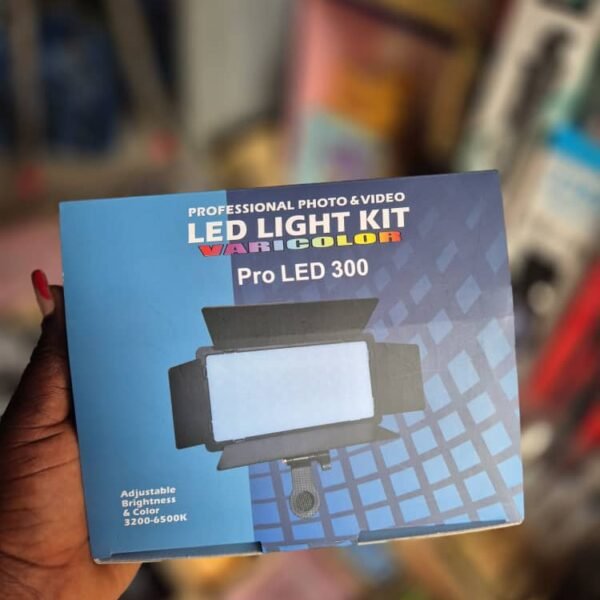 PROFESSIONAL PHOTO & VIDEO
LED LIGHT KIT
VARICOLOR
Pro LED 300
Adjustable
Brightness
& Color
3200-6500K